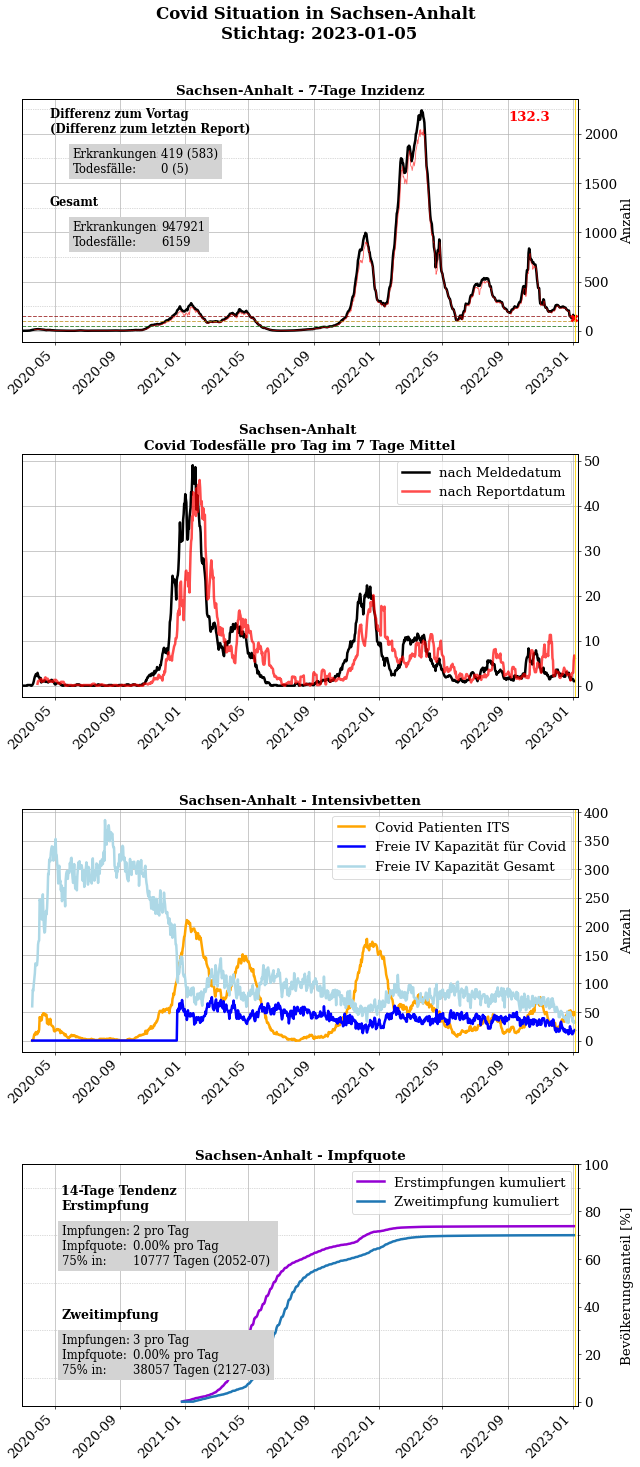 Covid Situation in Sachsen-Anhalt
Stichtag: 2023-01-05
Sachsen-Anhalt - 7-Tage Inzidenz
Differenz zum Vortag
(Differenz zum letzten Report)
Erkrankungen 419 (583)
Todesfälle: 0 (5)
Gesamt
Erkrankungen 947921
Todesfälle: 6159
132.3
2000
1500
1000
500
0
Anzahl
2020-05
2020-09
2021-01
2021-05
2021-09
2022-01
2022-05
2022-09
2023-01
Sachsen-Anhalt
Covid Todesfälle pro Tag im 7 Tage Mittel
nach Meldedatum
nach Reportdatum
50
40
30
20
10
0
2020-05
2020-09
2021-01
2021-05
2021-09
2022-01
2022-05
2022-09
2023-01
Sachsen-Anhalt - Intensivbetten
Covid Patienten ITS
Freie IV Kapazität für Covid
Freie IV Kapazität Gesamt
400
350
300
250
200
150
100
50
0
Anzahl
2020-05
2020-09
2021-01
2021-05
2021-09
2022-01
2022-05
2022-09
2023-01
Sachsen-Anhalt - Impfquote
14-Tage Tendenz
Erstimpfung
Impfungen: 2 pro Tag
Impfquote: 0.00% pro Tag
75% in: 10777 Tagen (2052-07)
Zweitimpfung
Impfungen: 3 pro Tag
Impfquote: 0.00% pro Tag
75% in: 38057 Tagen (2127-03)
Erstimpfungen kumuliert
Zweitimpfung kumuliert
100
80
60
40
20
0
Bevölkerungsanteil [%]
2020-05
2020-09
2021-01
2021-05
2021-09
2022-01
2022-05
2022-09
2023-01